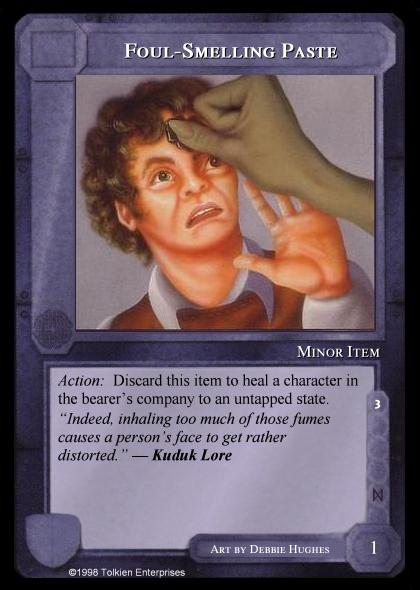 Foul-Smelling Paste
Minor Item
Action: Discard this item to heal a character in
the bearer's company to an untapped state.
“Indeed, inhaling too much of those fumes
causes a person's face to get rather
distorted.” — Kuduk Lore
3
Art by Debbie Hughes
1
©1998 Tolkien Enterprises